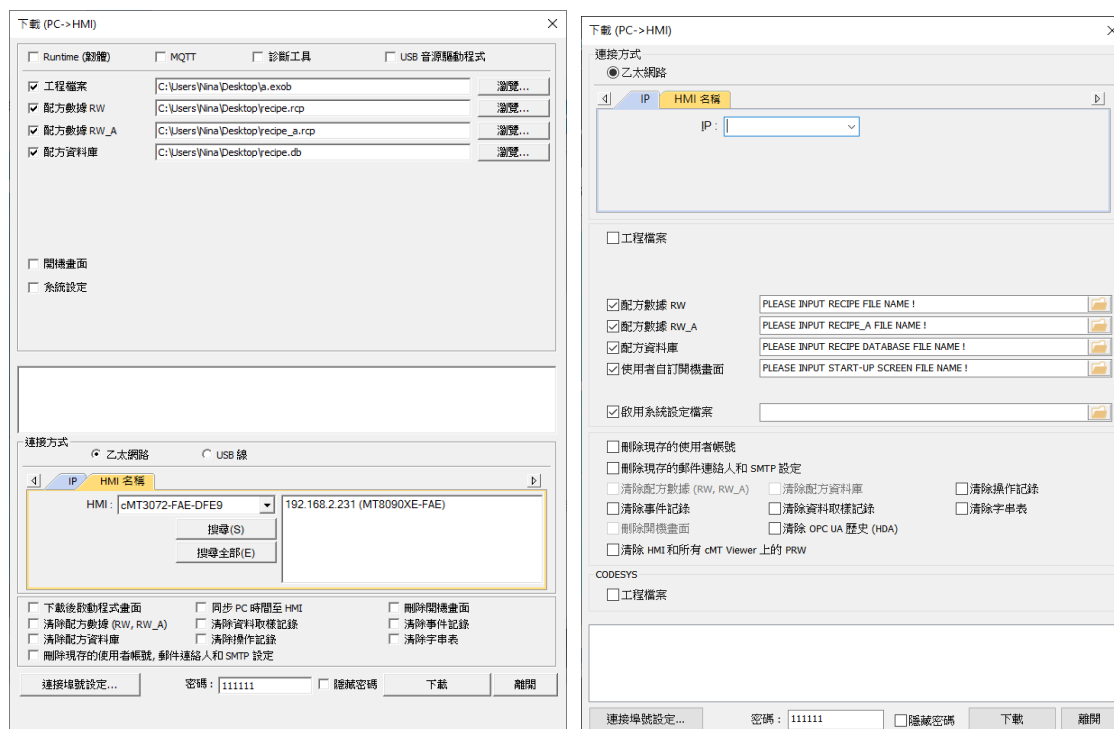 下載 (PC->HMI)
Runtime (韌體) MQTT 診斷工具 USB 音源驅動程式
工程檔案 C:\Users\Nina\Desktop\a.exob 瀏覽...
配方數據 RW C:\Users\Nina\Desktop\recipe.rcp 瀏覽...
配方數據 RW_A C:\Users\Nina\Desktop\recipe_a.rcp 瀏覽...
配方資料庫 C:\Users\Nina\Desktop\recipe.db 瀏覽...
開機畫面
系統設定
連接方式
乙太網路 USB 線
IP HMI 名稱
HMI : cMT3072-FAE-DFE9 192.168.2.231 (MT8090XE-FAE)
搜尋(S)
搜尋全部(E)
下載後啟動程式畫面 同步 PC 時間至 HMI 刪除開機畫面
清除配方數據 (RW, RW_A) 清除資料取樣記錄 清除事件記錄
清除配方資料庫 清除操作記錄 清除字串表
刪除現存的使用者帳號, 郵件連絡人和 SMTP 設定
連接埠號設定... 密碼 : 111111 隱藏密碼 下載 離開
下載 (PC->HMI)
連接方式
乙太網路
IP HMI 名稱
IP :
工程檔案
配方數據 RW PLEASE INPUT RECIPE FILE NAME !
配方數據 RW_A PLEASE INPUT RECIPE_A FILE NAME !
配方資料庫 PLEASE INPUT RECIPE DATABASE FILE NAME !
使用者自訂開機畫面 PLEASE INPUT START-UP SCREEN FILE NAME !
啟用系統設定檔案
刪除現存的使用者帳號
刪除現存的郵件連絡人和 SMTP 設定
清除配方數據 (RW, RW_A) 清除配方資料庫 清除操作記錄
清除事件記錄 清除資料取樣記錄 清除字串表
刪除開機畫面 清除 OPC UA 歷史 (HDA)
清除 HMI 和所有 cMT Viewer 上的 PRW
CODESYS
工程檔案
連接埠號設定... 密碼 : 111111 隱藏密碼 下載 離開